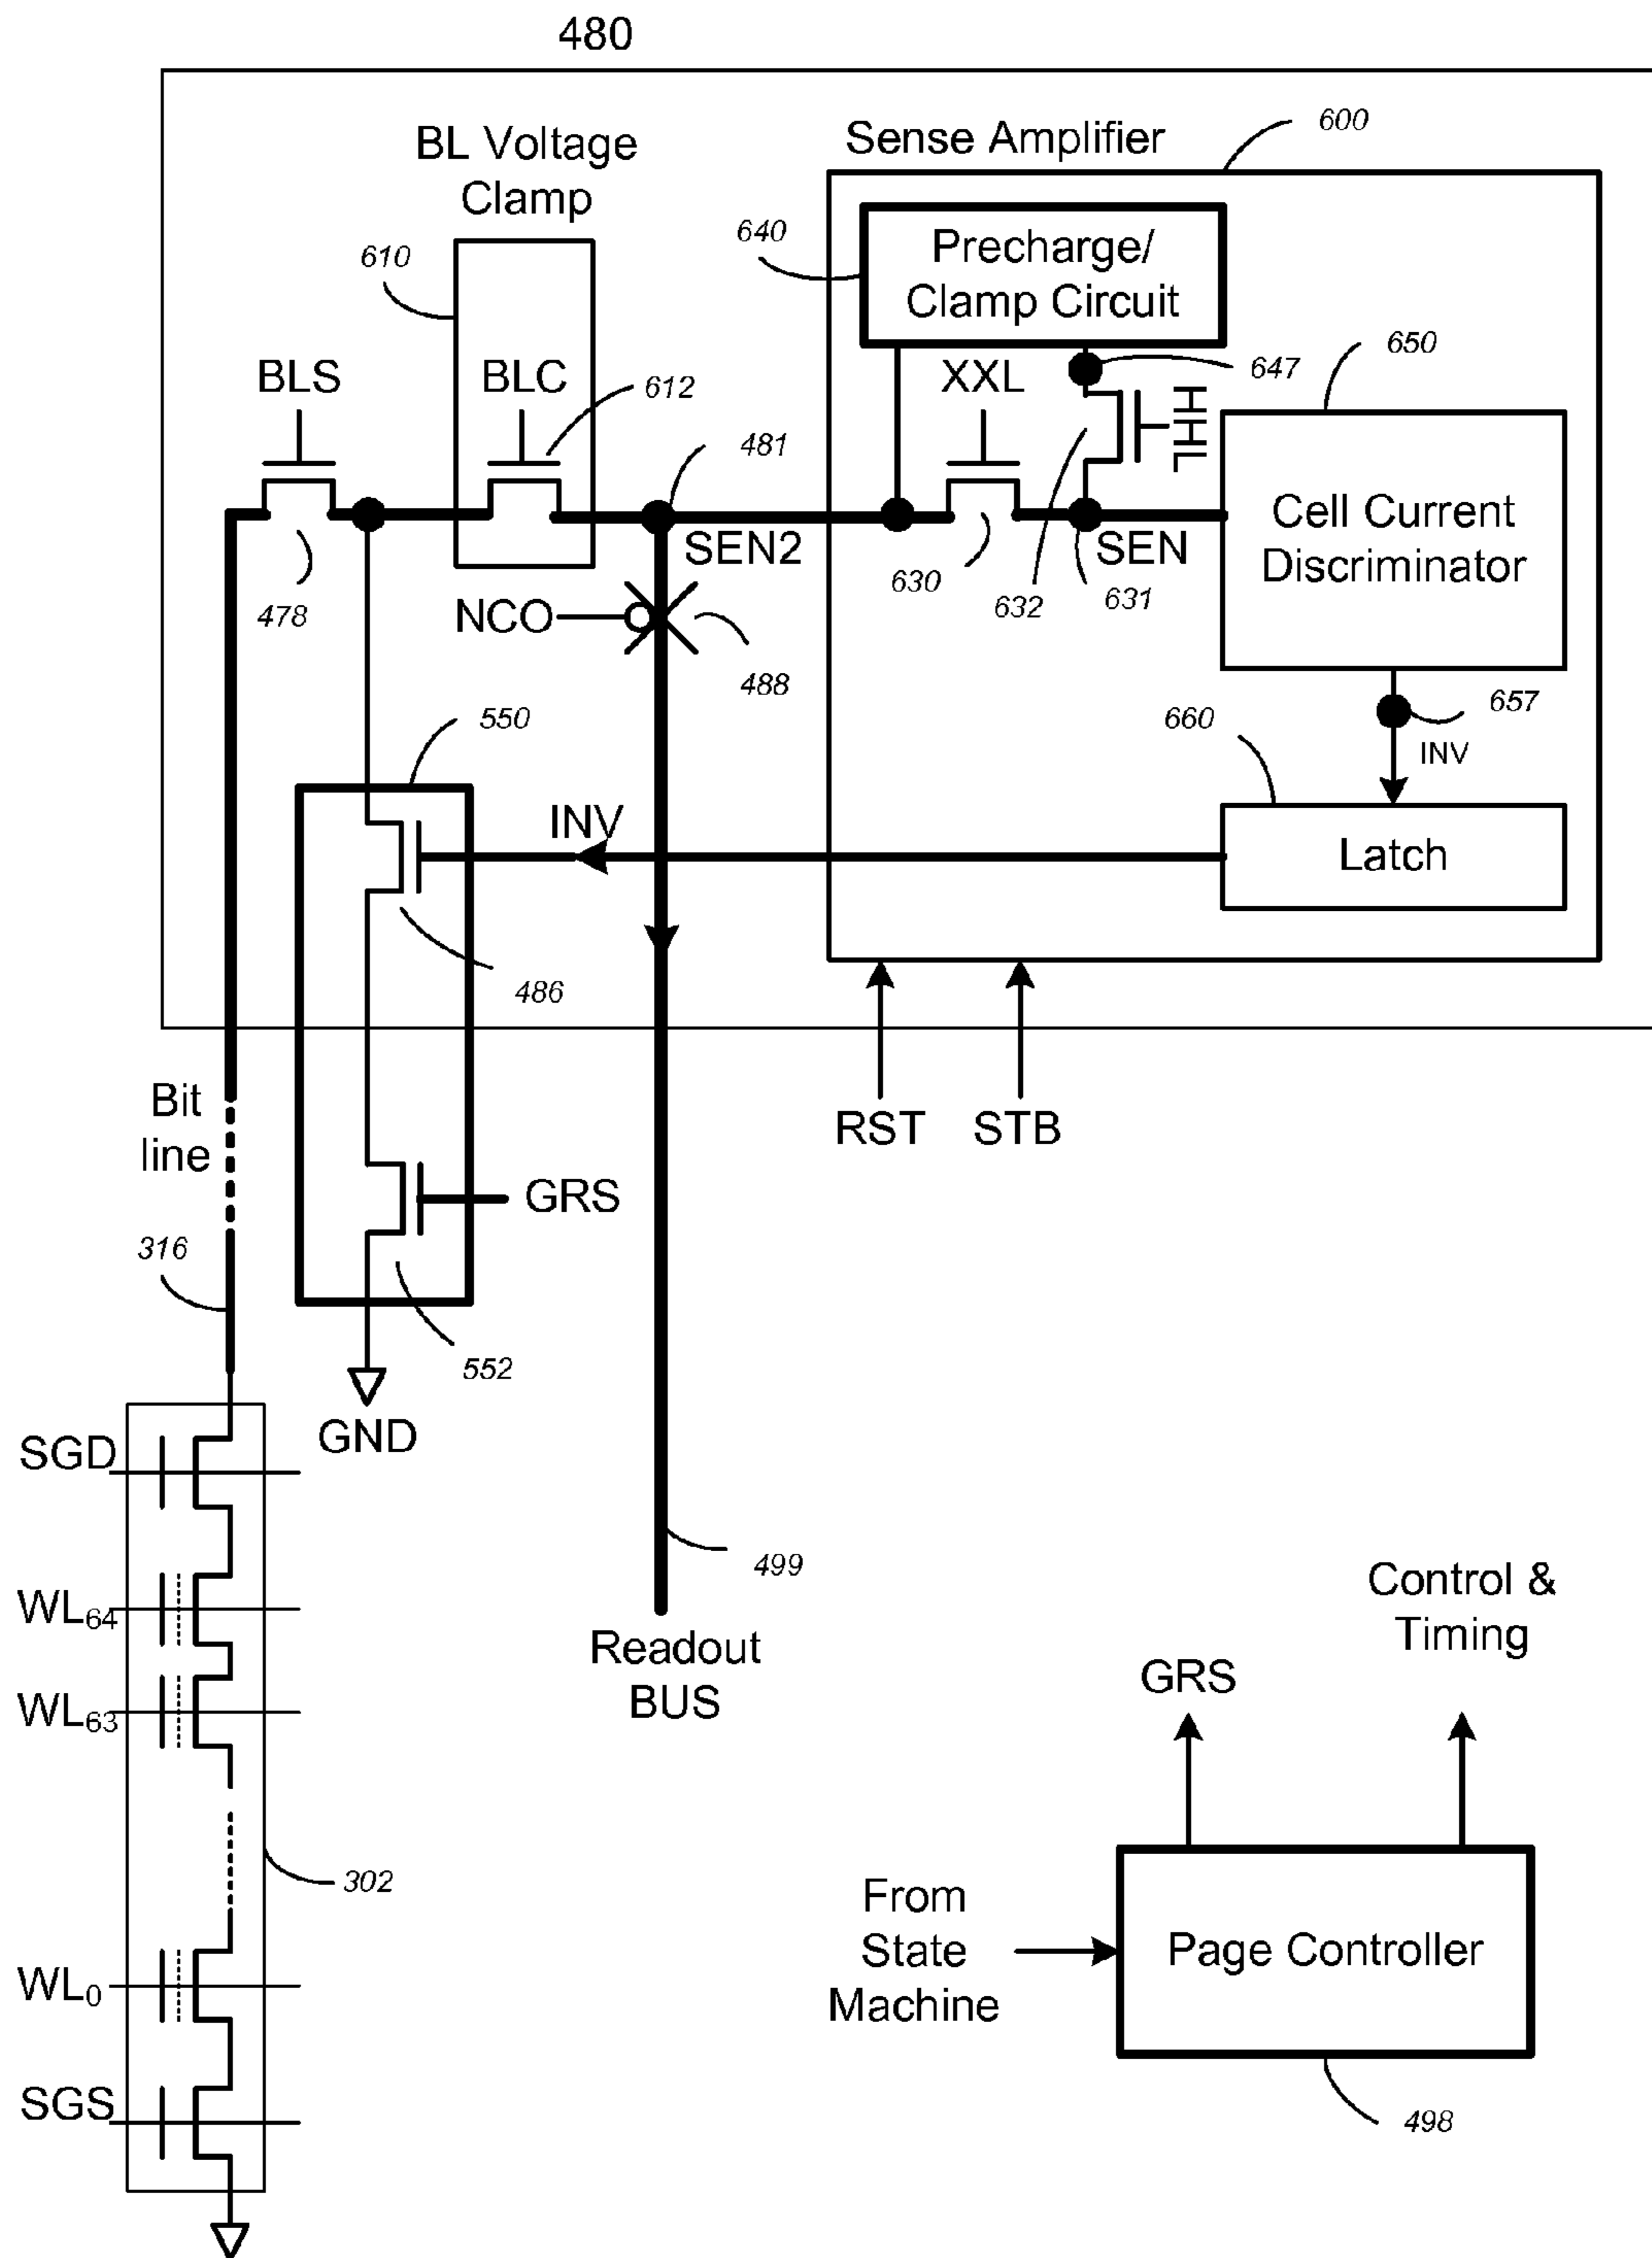 480
Sense Amplifier
600
BL Voltage
Clamp
640
Precharge/
Clamp Circuit
610
BLS
BLC
612
XXL
647
HHL
650
481
SEN2
SEN
Cell Current
Discriminator
478
630
632
631
NCO
488
657
INV
550
660
INV
Latch
486
Bit
line
RST
STB
GRS
316
552
GND
SGD
499
WL64
Readout
BUS
WL63
Control &
Timing
GRS
302
From
State
Machine
Page Controller
WL0
SGS
498